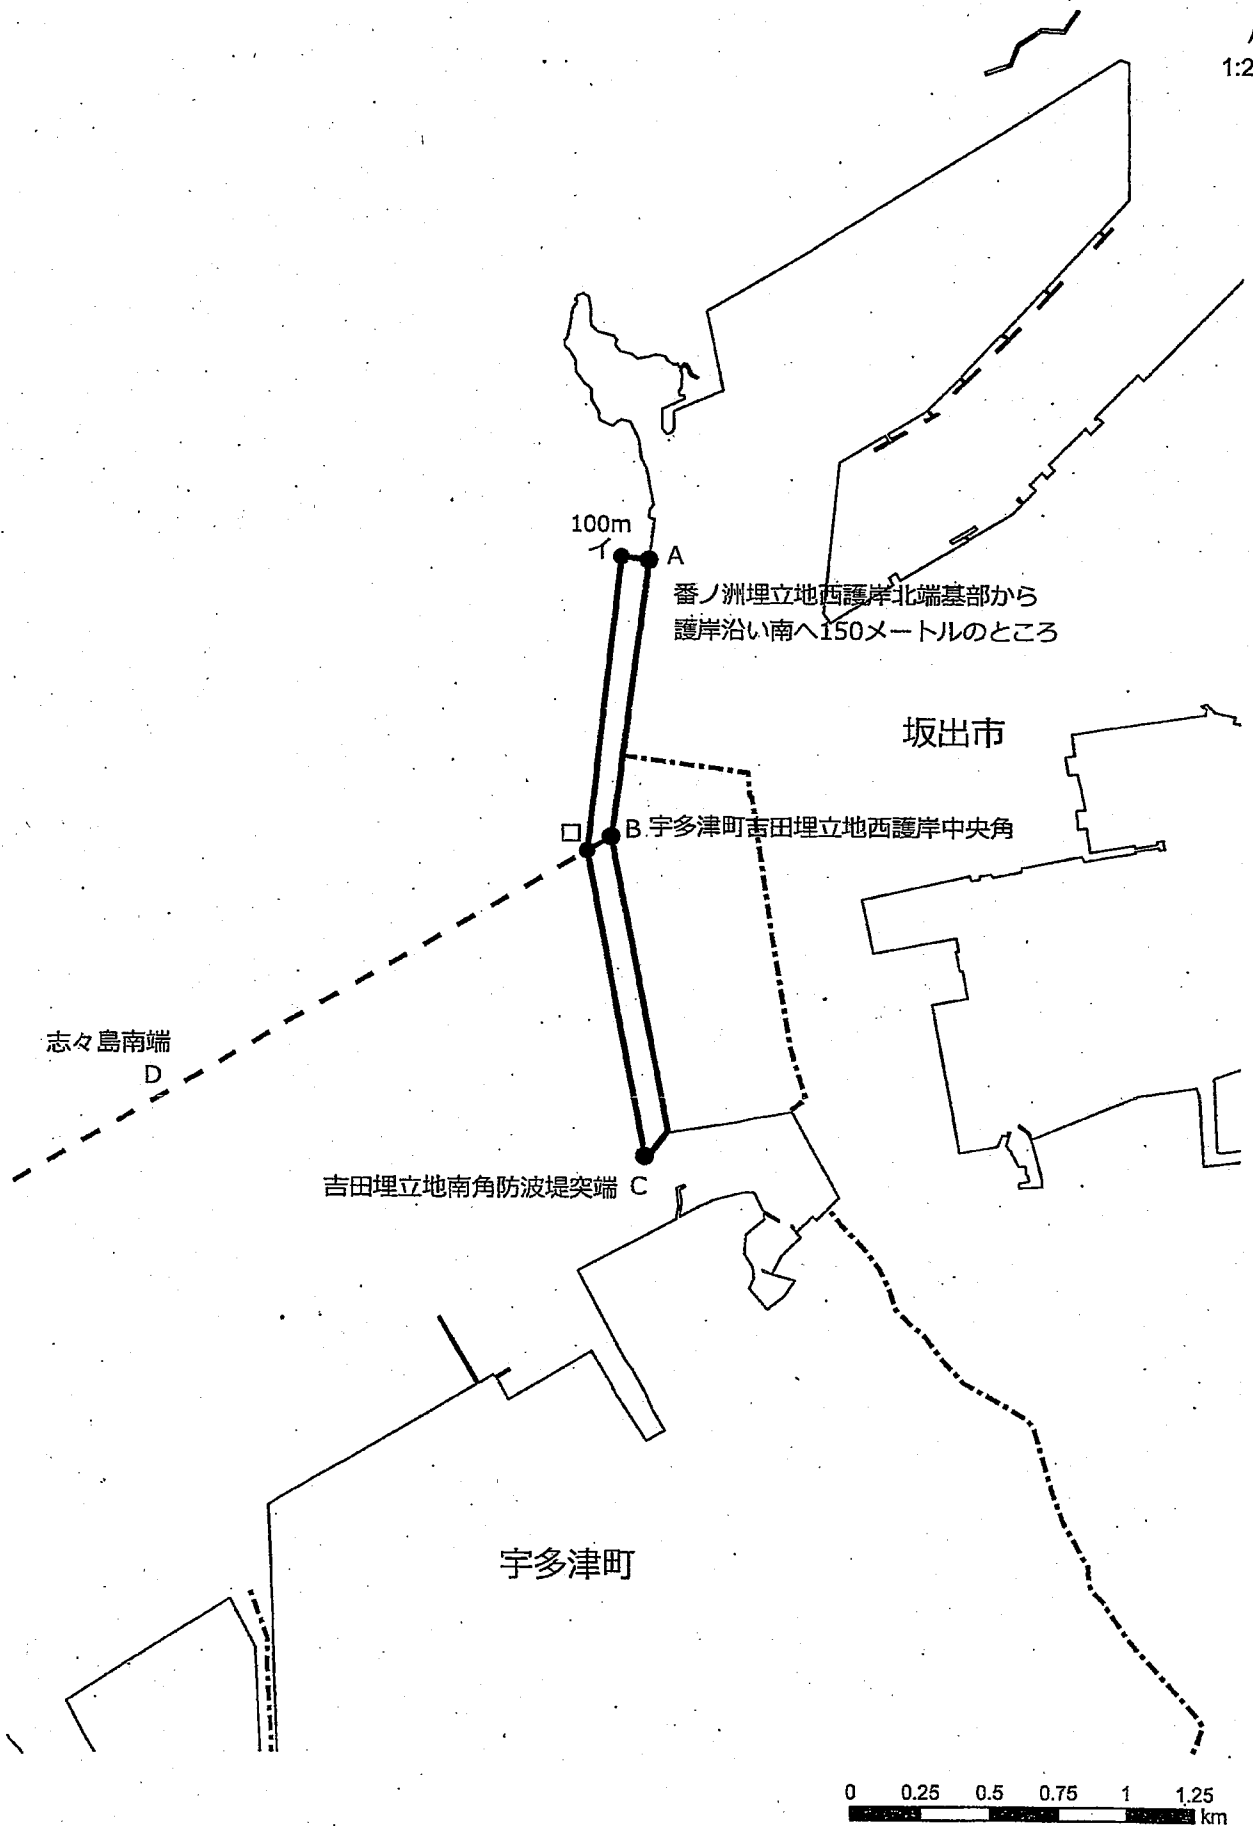 1:2
100m
イ
A
番ノ洲埋立地西護岸北端基部から
護岸沿い南へ150メートルのところ
坂出市
ロ
B
宇多津町吉田埋立地西護岸中央角
志々島南端
D
吉田埋立地南角防波堤突端 C
宇多津町
0 0.25 0.5 0.75 1 1.25
km